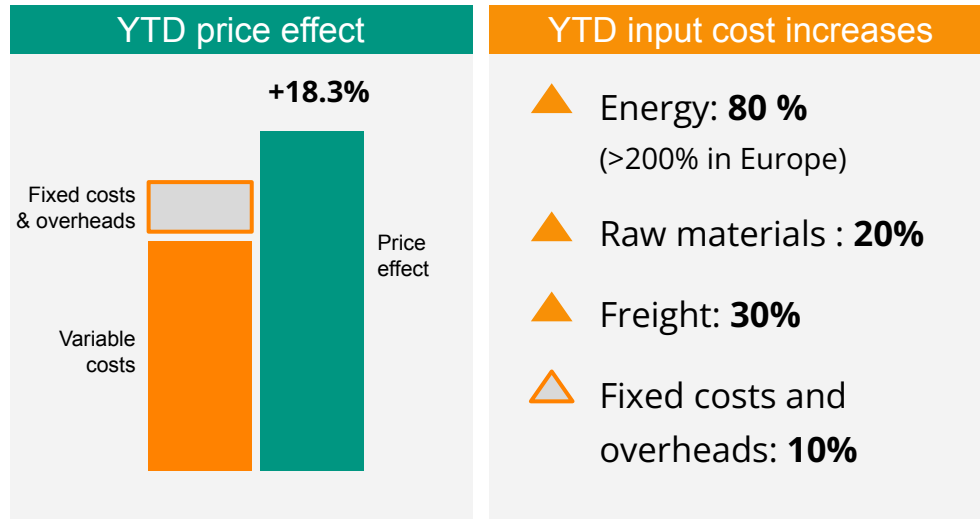 YTD price effect
+18.3%
Fixed costs
& overheads
Price
effect
Variable
costs
YTD input cost increases
Energy: 80 %
(>200% in Europe)
Raw materials : 20%
Freight: 30%
Fixed costs and
overheads: 10%